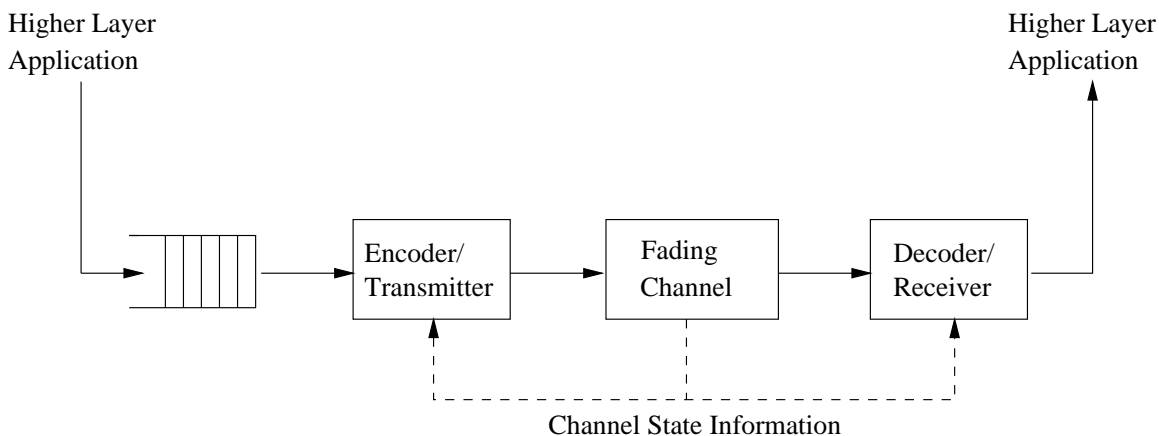 Higher Layer
Application
Higher Layer
Application
Encoder/
Transmitter
Fading
Channel
Decoder/
Receiver
Channel State Information